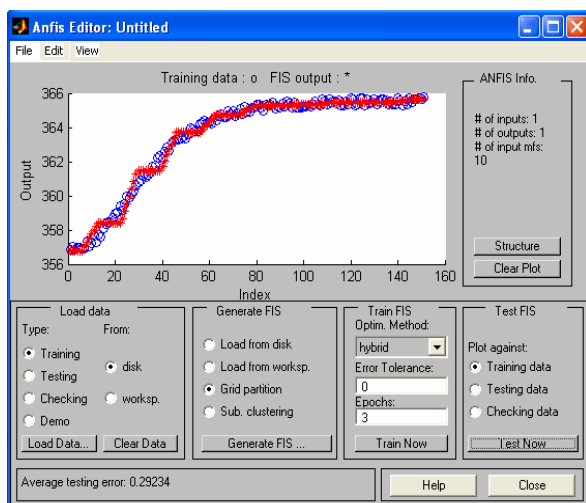 Anfis Editor: Untitled
File Edit View
Training data : o FIS output : *
366
364
362
360
358
356
Output
0 20 40 60 80 100 120 140 160
Index
ANFIS Info.
# of inputs: 1
# of outputs: 1
# of input mfs:
10
Structure
Clear Plot
Load data
Type: From:
Training
Testing
Checking
Demo
disk
worksp.
Load Data... Clear Data
Generate FIS
Load from disk
Load from worksp.
Grid partition
Sub. clustering
Generate FIS ...
Train FIS
Optim. Method:
hybrid
Error Tolerance:
0
Epochs:
3
Train Now
Test FIS
Plot against:
Training data
Testing data
Checking data
Test Now
Average testing error: 0.29234
Help Close